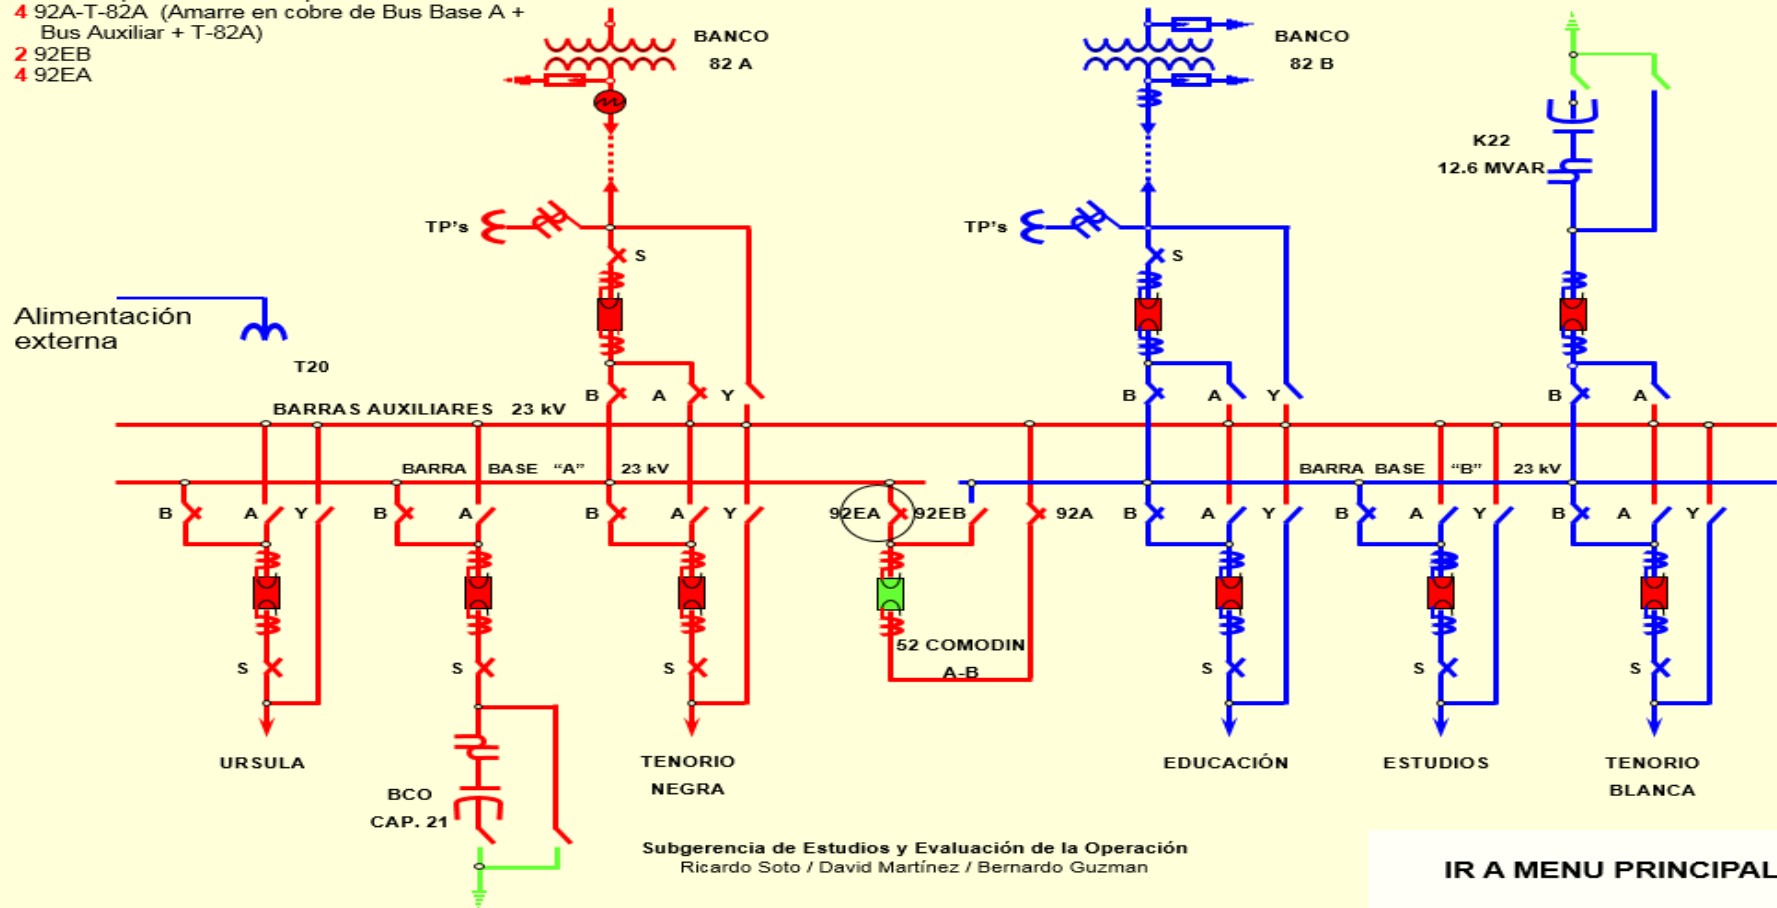 4 92A-T-82A (Amarre en cobre de Bus Base A +
Bus Auxiliar + T-82A)
2 92EB
4 92EA
BANCO
82 A
BANCO
82 B
K22
12.6 MVAR
TP's
TP's
S
S
Alimentación
externa
T20
B A Y
B A Y
B A
BARRAS AUXILIARES 23 kV
BARRA BASE “A” 23 kV
BARRA BASE “B” 23 kV
B A Y
B A
B A Y
92EA 92EB 92A
B A Y
B A Y
B A Y
52 COMODIN
A-B
S
S
S
S
S
S
URSULA
BCO
CAP. 21
TENORIO
NEGRA
EDUCACIÓN
ESTUDIOS
TENORIO
BLANCA
Subgerencia de Estudios y Evaluación de la Operación
Ricardo Soto / David Martínez / Bernardo Guzman
IR A MENU PRINCIPAL